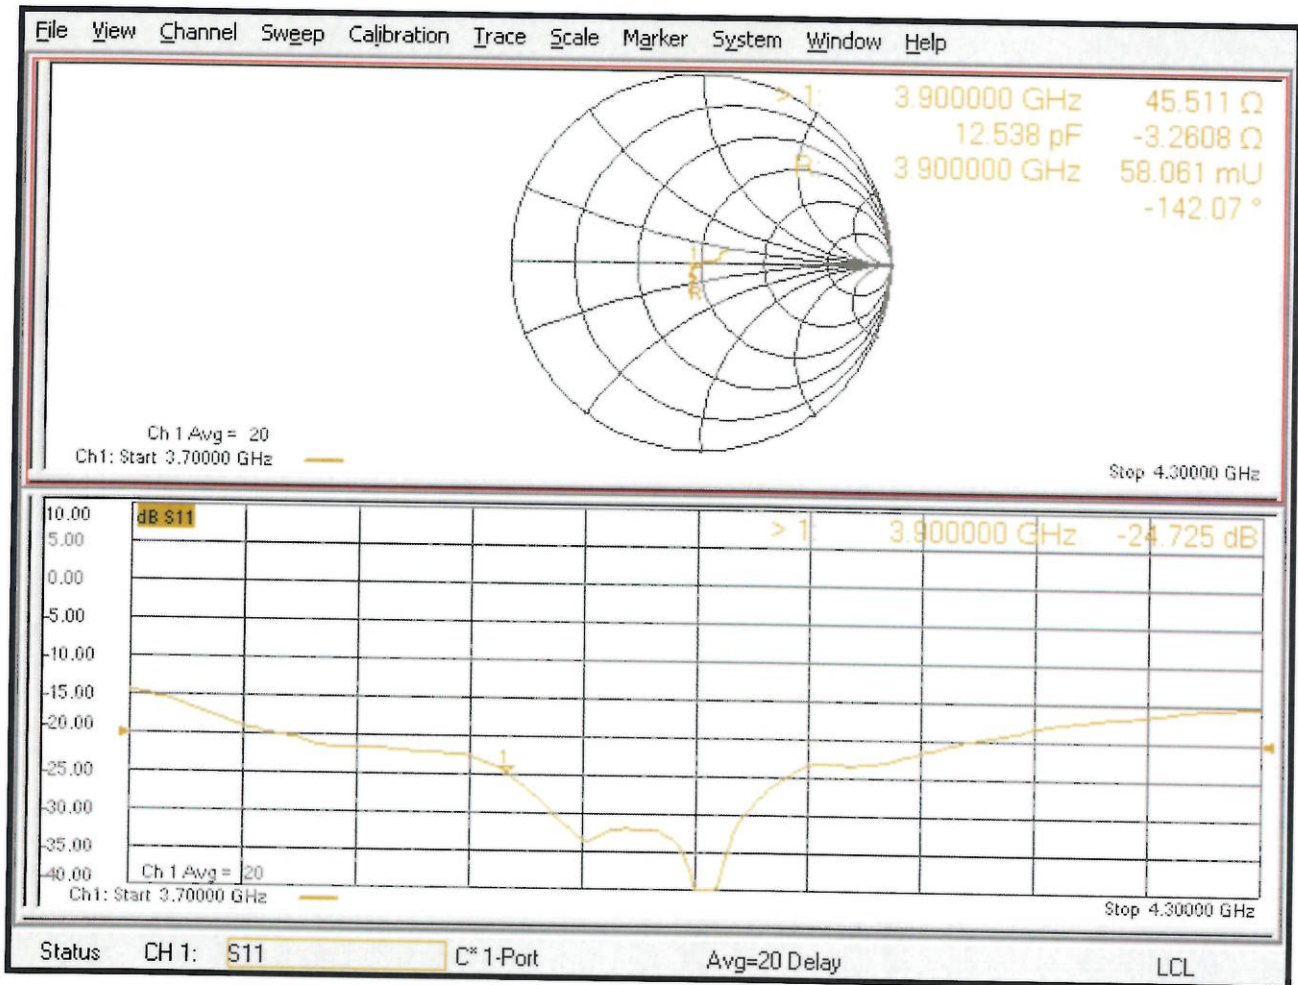 File View Channel Sweep Calibration Trace Scale Marker System Window Help
> 1: 3.900000 GHz 45.511 Ω
12.538 pF -3.2608 Ω
R: 3.900000 GHz 58.061 mU
-142.07 °
1
R
Ch 1 Avg = 20
Ch1: Start 3.70000 GHz
Stop 4.30000 GHz
10.00
dB S11
> 1: 3.900000 GHz -24.725 dB
5.00
0.00
-5.00
-10.00
-15.00
-20.00
1
-25.00
-30.00
-35.00
-40.00
Ch 1 Avg = 20
Ch1: Start 3.70000 GHz
Stop 4.30000 GHz
Status CH 1: S11 C* 1-Port Avg=20 Delay LCL